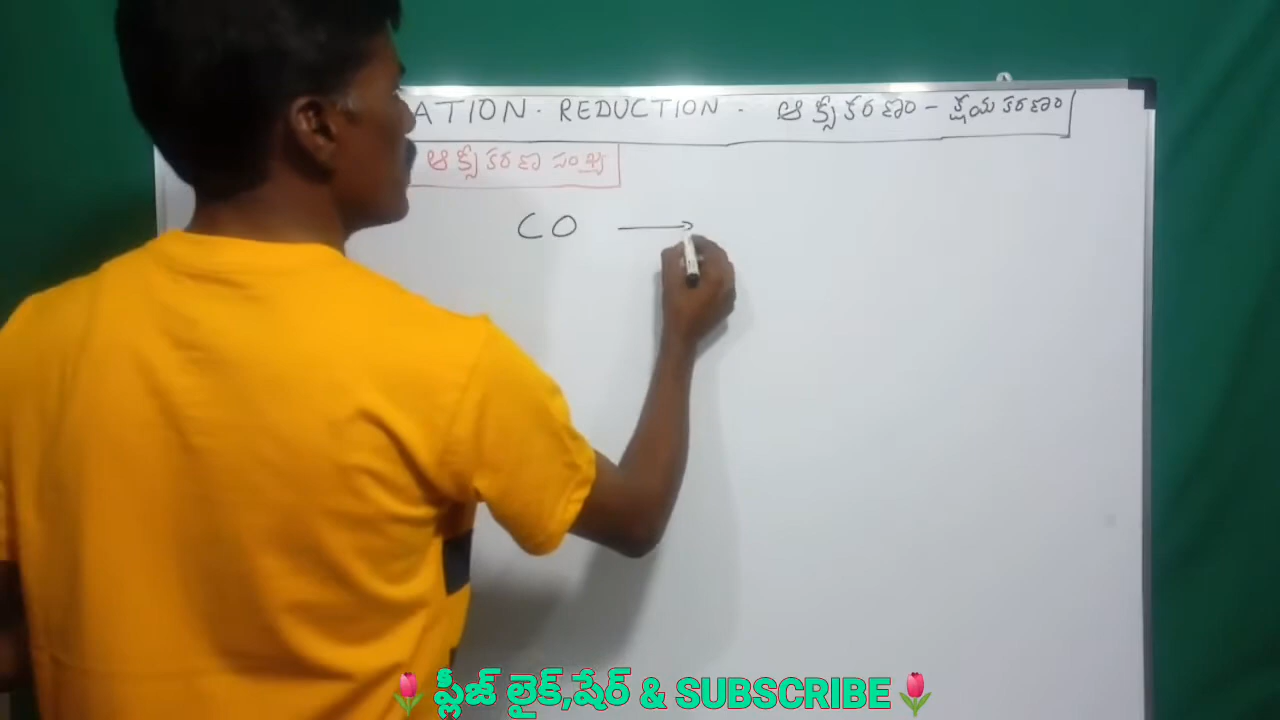 ATION - REDUCTION - ఆక్సీకరణం - క్షయకరణం
ఆక్సీకరణ సంఖ్య
CO →
🌷ప్లీజ్ లైక్,షేర్ & SUBSCRIBE🌷